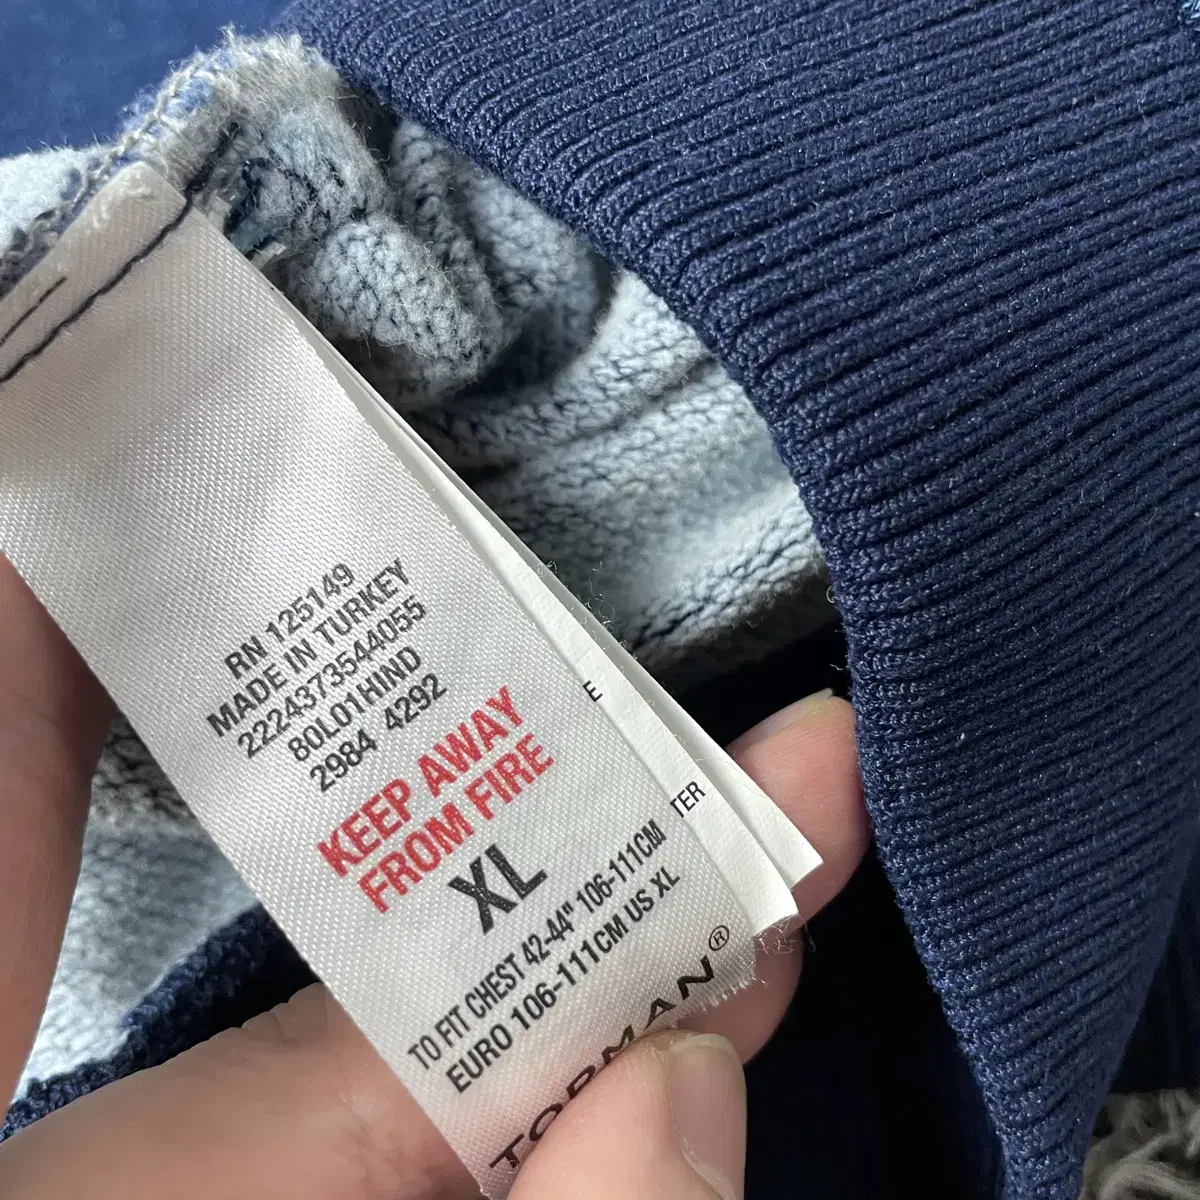 RN 125149
MADE IN TURKEY
2224373544055
80L01HIND
2984 4292
KEEP AWAY
FROM FIRE
XL
TO FIT CHEST 42-44" 106-111CM
EURO 106-111CM US XL
TOPMAN®
E
TER